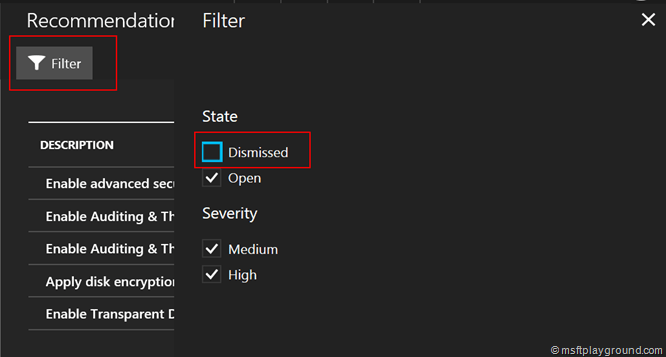 Recommendation
Filter
Filter
State
DESCRIPTION
Dismissed
Enable advanced secu
Open
Enable Auditing & Th
Severity
Enable Auditing & Th
Medium
Apply disk encryption
High
Enable Transparent D
© msftplayground.com